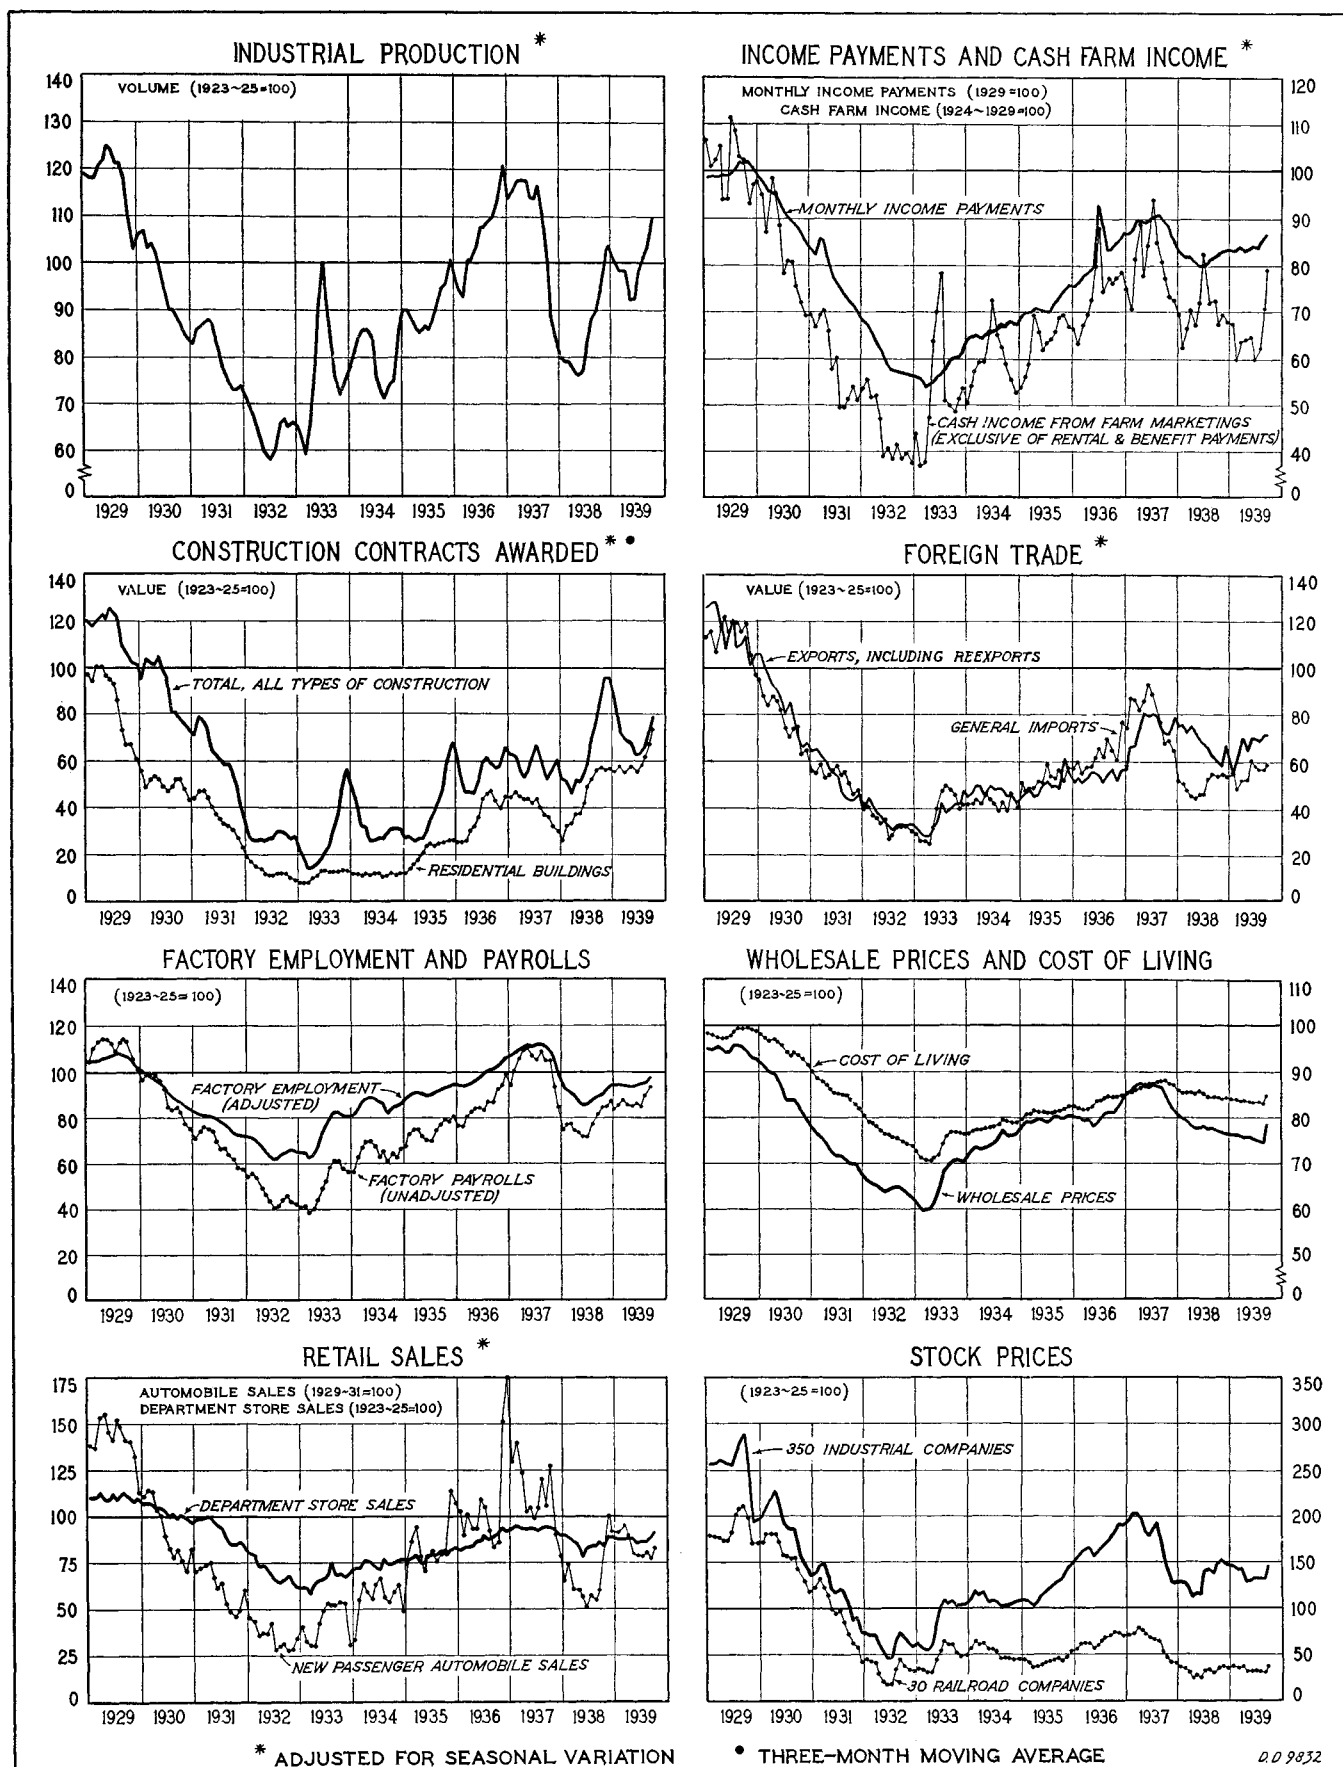 INDUSTRIAL PRODUCTION *
VOLUME (1923~25=100)
140
130
120
110
100
90
80
70
60
0
1929 1930 1931 1932 1933 1934 1935 1936 1937 1938 1939
INCOME PAYMENTS AND CASH FARM INCOME *
MONTHLY INCOME PAYMENTS (1929=100)
CASH FARM INCOME (1924~1929=100)
120
110
100
90
80
70
60
50
40
0
MONTHLY INCOME PAYMENTS
CASH INCOME FROM FARM MARKETINGS
(EXCLUSIVE OF RENTAL & BENEFIT PAYMENTS)
1929 1930 1931 1932 1933 1934 1935 1936 1937 1938 1939
CONSTRUCTION CONTRACTS AWARDED * •
VALUE (1923~25=100)
140
120
100
80
60
40
20
0
TOTAL, ALL TYPES OF CONSTRUCTION
RESIDENTIAL BUILDINGS
1929 1930 1931 1932 1933 1934 1935 1936 1937 1938 1939
FOREIGN TRADE *
VALUE (1923~25=100)
140
120
100
80
60
40
20
0
EXPORTS, INCLUDING REEXPORTS
GENERAL IMPORTS
1929 1930 1931 1932 1933 1934 1935 1936 1937 1938 1939
FACTORY EMPLOYMENT AND PAYROLLS
(1923~25=100)
140
120
100
80
60
40
20
0
FACTORY EMPLOYMENT
(ADJUSTED)
FACTORY PAYROLLS
(UNADJUSTED)
1929 1930 1931 1932 1933 1934 1935 1936 1937 1938 1939
WHOLESALE PRICES AND COST OF LIVING
(1923~25=100)
110
100
90
80
70
60
50
0
COST OF LIVING
WHOLESALE PRICES
1929 1930 1931 1932 1933 1934 1935 1936 1937 1938 1939
RETAIL SALES *
AUTOMOBILE SALES (1929~31=100)
DEPARTMENT STORE SALES (1923~25=100)
175
150
125
100
75
50
25
0
DEPARTMENT STORE SALES
NEW PASSENGER AUTOMOBILE SALES
1929 1930 1931 1932 1933 1934 1935 1936 1937 1938 1939
STOCK PRICES
(1923~25=100)
350
300
250
200
150
100
50
0
350 INDUSTRIAL COMPANIES
30 RAILROAD COMPANIES
1929 1930 1931 1932 1933 1934 1935 1936 1937 1938 1939
* ADJUSTED FOR SEASONAL VARIATION
• THREE-MONTH MOVING AVERAGE
D.D 9832